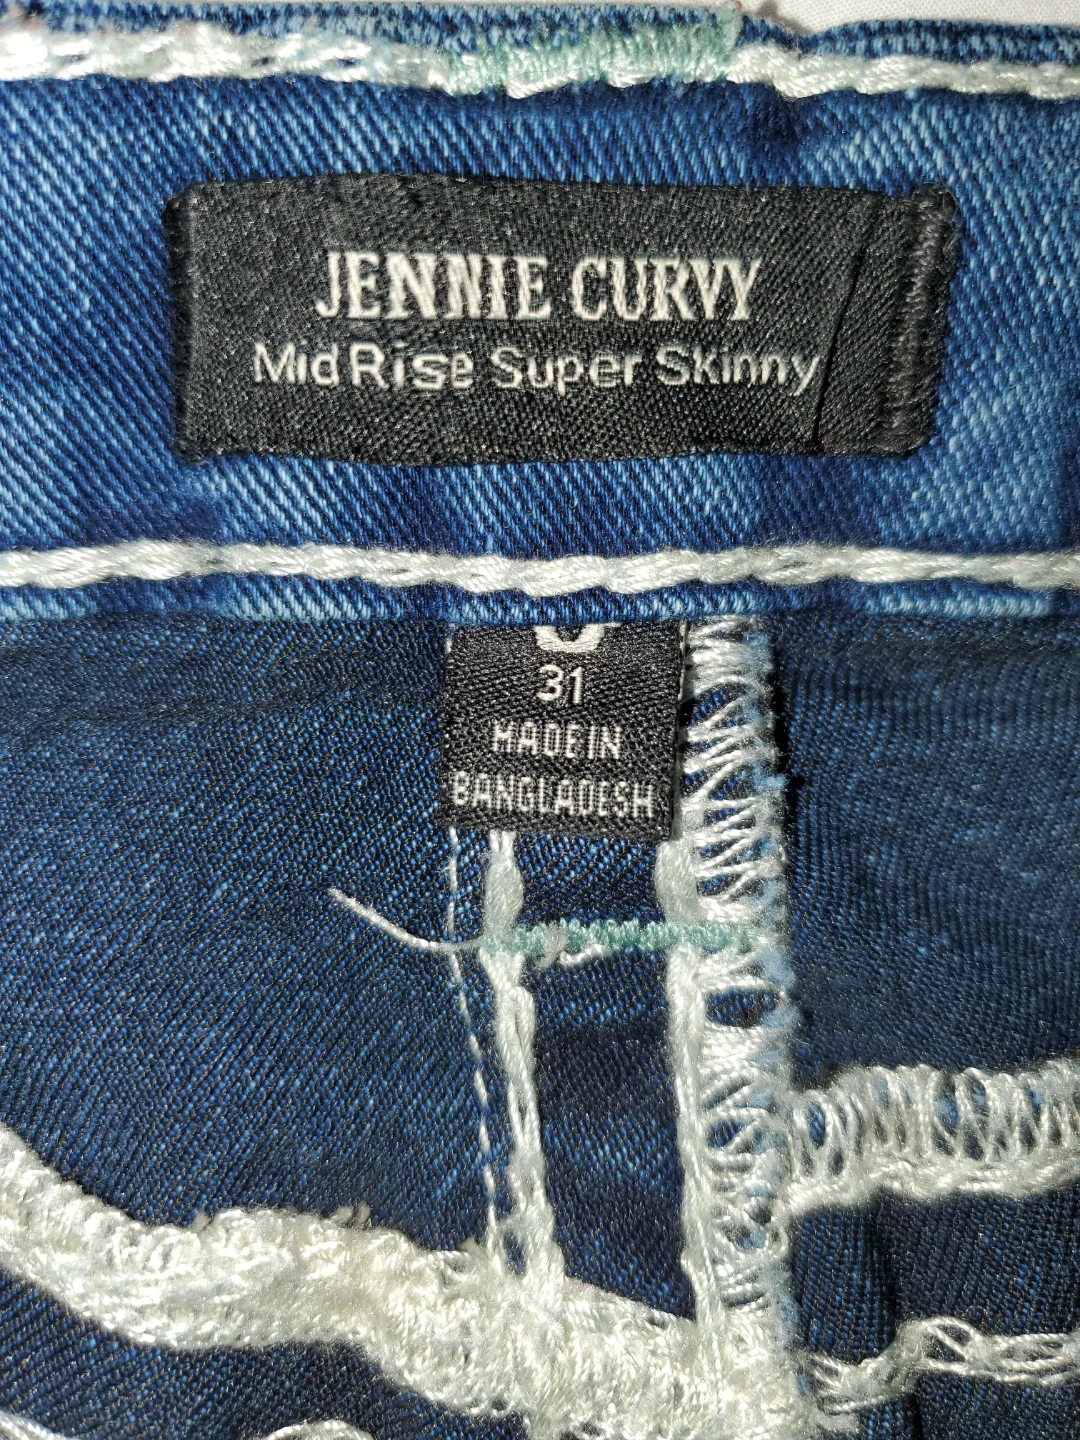 JENNIE CURVY
Mid Rise Super Skinny
31
MADE IN
BANGLADESH